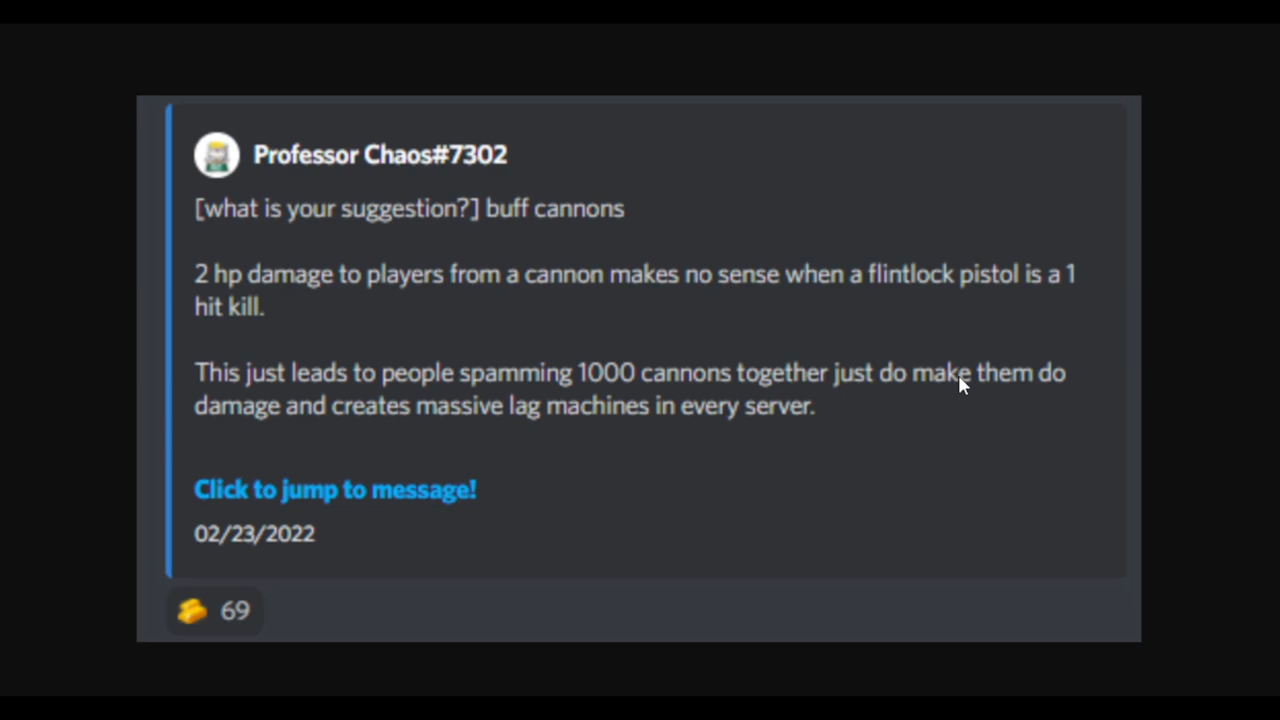 Professor Chaos#7302
[what is your suggestion?] buff cannons
2 hp damage to players from a cannon makes no sense when a flintlock pistol is a 1
hit kill.
This just leads to people spamming 1000 cannons together just do make them do
damage and creates massive lag machines in every server.
Click to jump to message!
02/23/2022
69